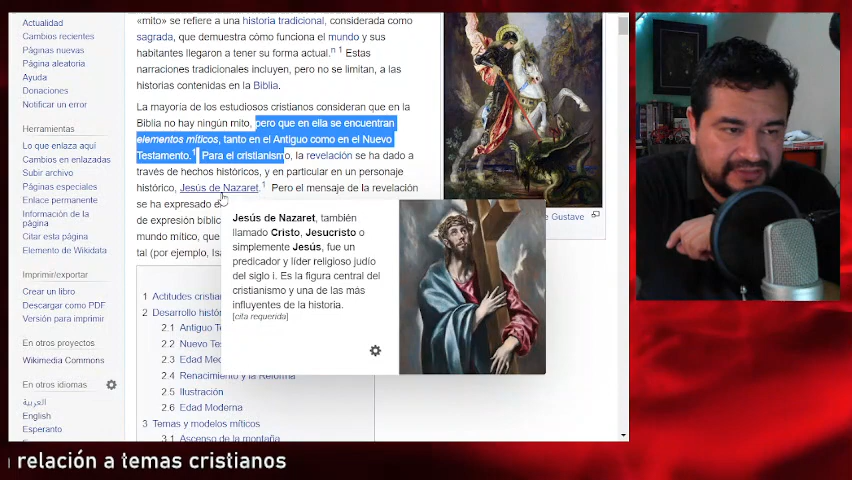 Actualidad
Cambios recientes
Páginas nuevas
Página aleatoria
Ayuda
Donaciones
Notificar un error
Herramientas
Lo que enlaza aquí
Cambios en enlazadas
Subir archivo
Páginas especiales
Enlace permanente
Información de la
página
Citar esta página
Elemento de Wikidata
Imprimir/exportar
Crear un libro
Descargar como PDF
Versión para imprimir
En otros proyectos
Wikimedia Commons
En otros idiomas
العربية
English
Esperanto
«mito» se refiere a una historia tradicional, considerada como
sagrada, que demuestra cómo funciona el mundo y sus
habitantes llegaron a tener su forma actual.n 1 Estas
narraciones tradicionales incluyen, pero no se limitan, a las
historias contenidas en la Biblia.
La mayoría de los estudiosos cristianos consideran que en la
Biblia no hay ningún mito, pero que en ella se encuentran
elementos míticos, tanto en el Antiguo como en el Nuevo
Testamento.1 Para el cristianismo, la revelación se ha dado a
través de hechos históricos, y en particular en un personaje
histórico, Jesús de Nazaret.1 Pero el mensaje de la revelación
se ha expresado
de expresión bíblic
mundo mítico, que
tal (por ejemplo, Isa
de Gustave
Jesús de Nazaret, también
llamado Cristo, Jesucristo o
simplemente Jesús, fue un
predicador y líder religioso judío
del siglo i. Es la figura central del
cristianismo y una de las más
influyentes de la historia.
[cita requerida]
1 Actitudes cristia
2 Desarrollo histó
2.1 Antiguo Te
2.2 Nuevo Te
2.3 Edad Me
2.4 Renacimiento y la Reforma
2.5 Ilustración
2.6 Edad Moderna
3 Temas y modelos míticos
3.1 Ascenso de la montaña
relación a temas cristianos